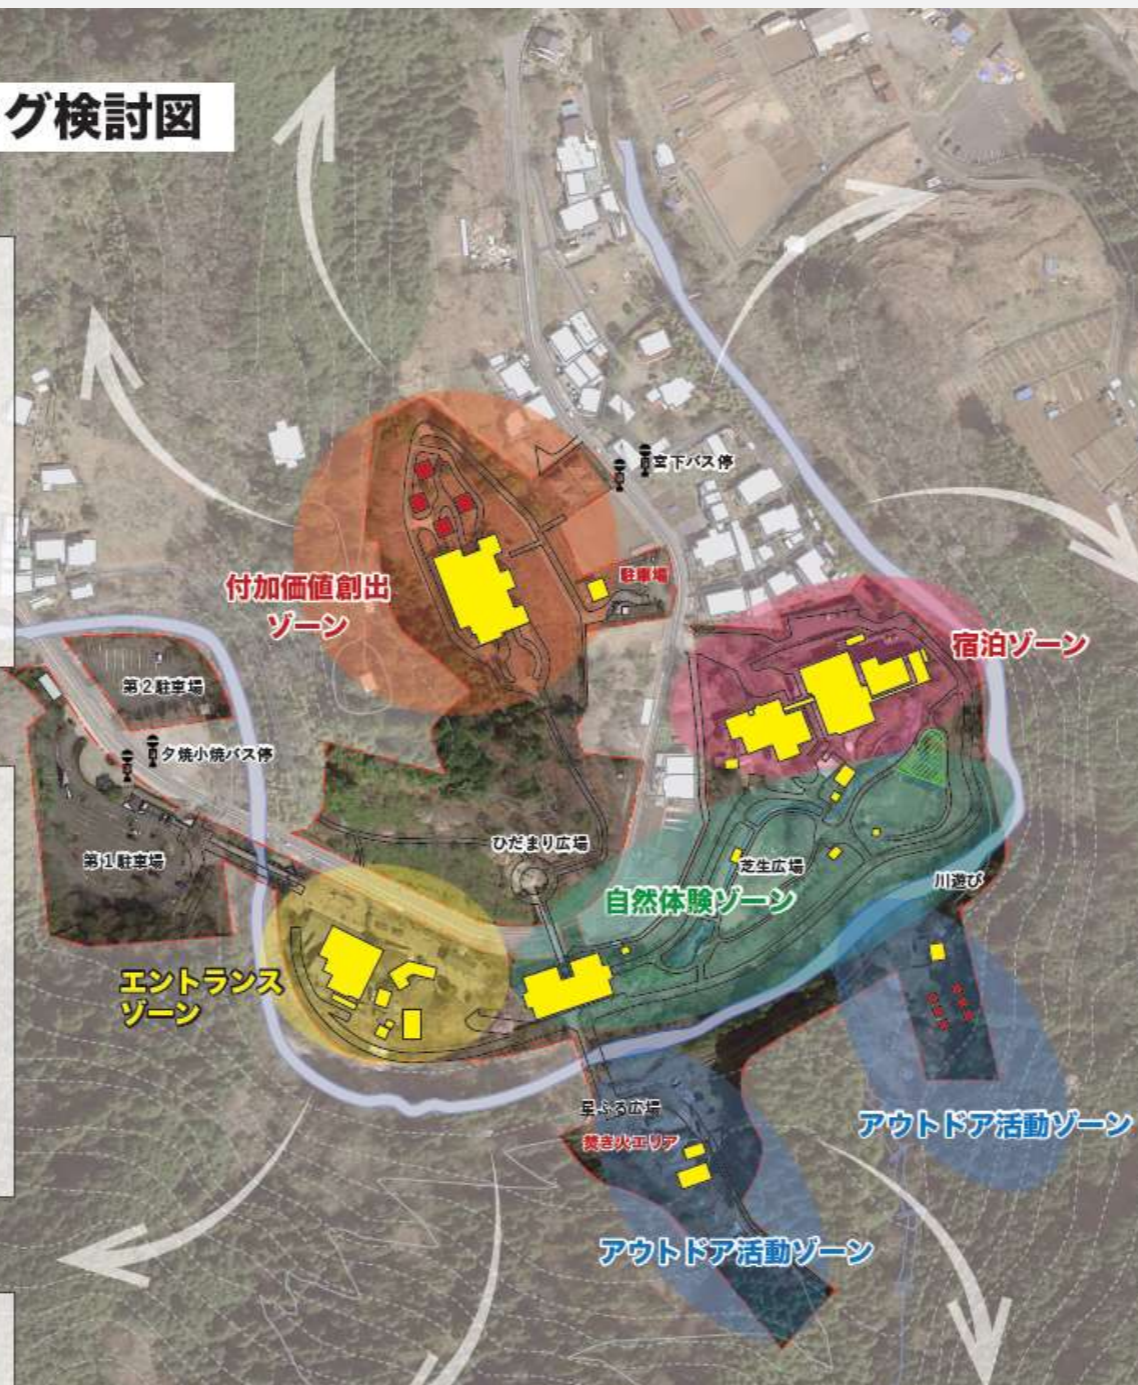 グ検討図
宮下バス停
駐車場
付加価値創出
ゾーン
宿泊ゾーン
第2駐車場
夕焼小焼バス停
第1駐車場
ひだまり広場
芝生広場
川遊び
自然体験ゾーン
エントランス
ゾーン
星ふる広場
焚き火エリア
アウトドア活動ゾーン
アウトドア活動ゾーン